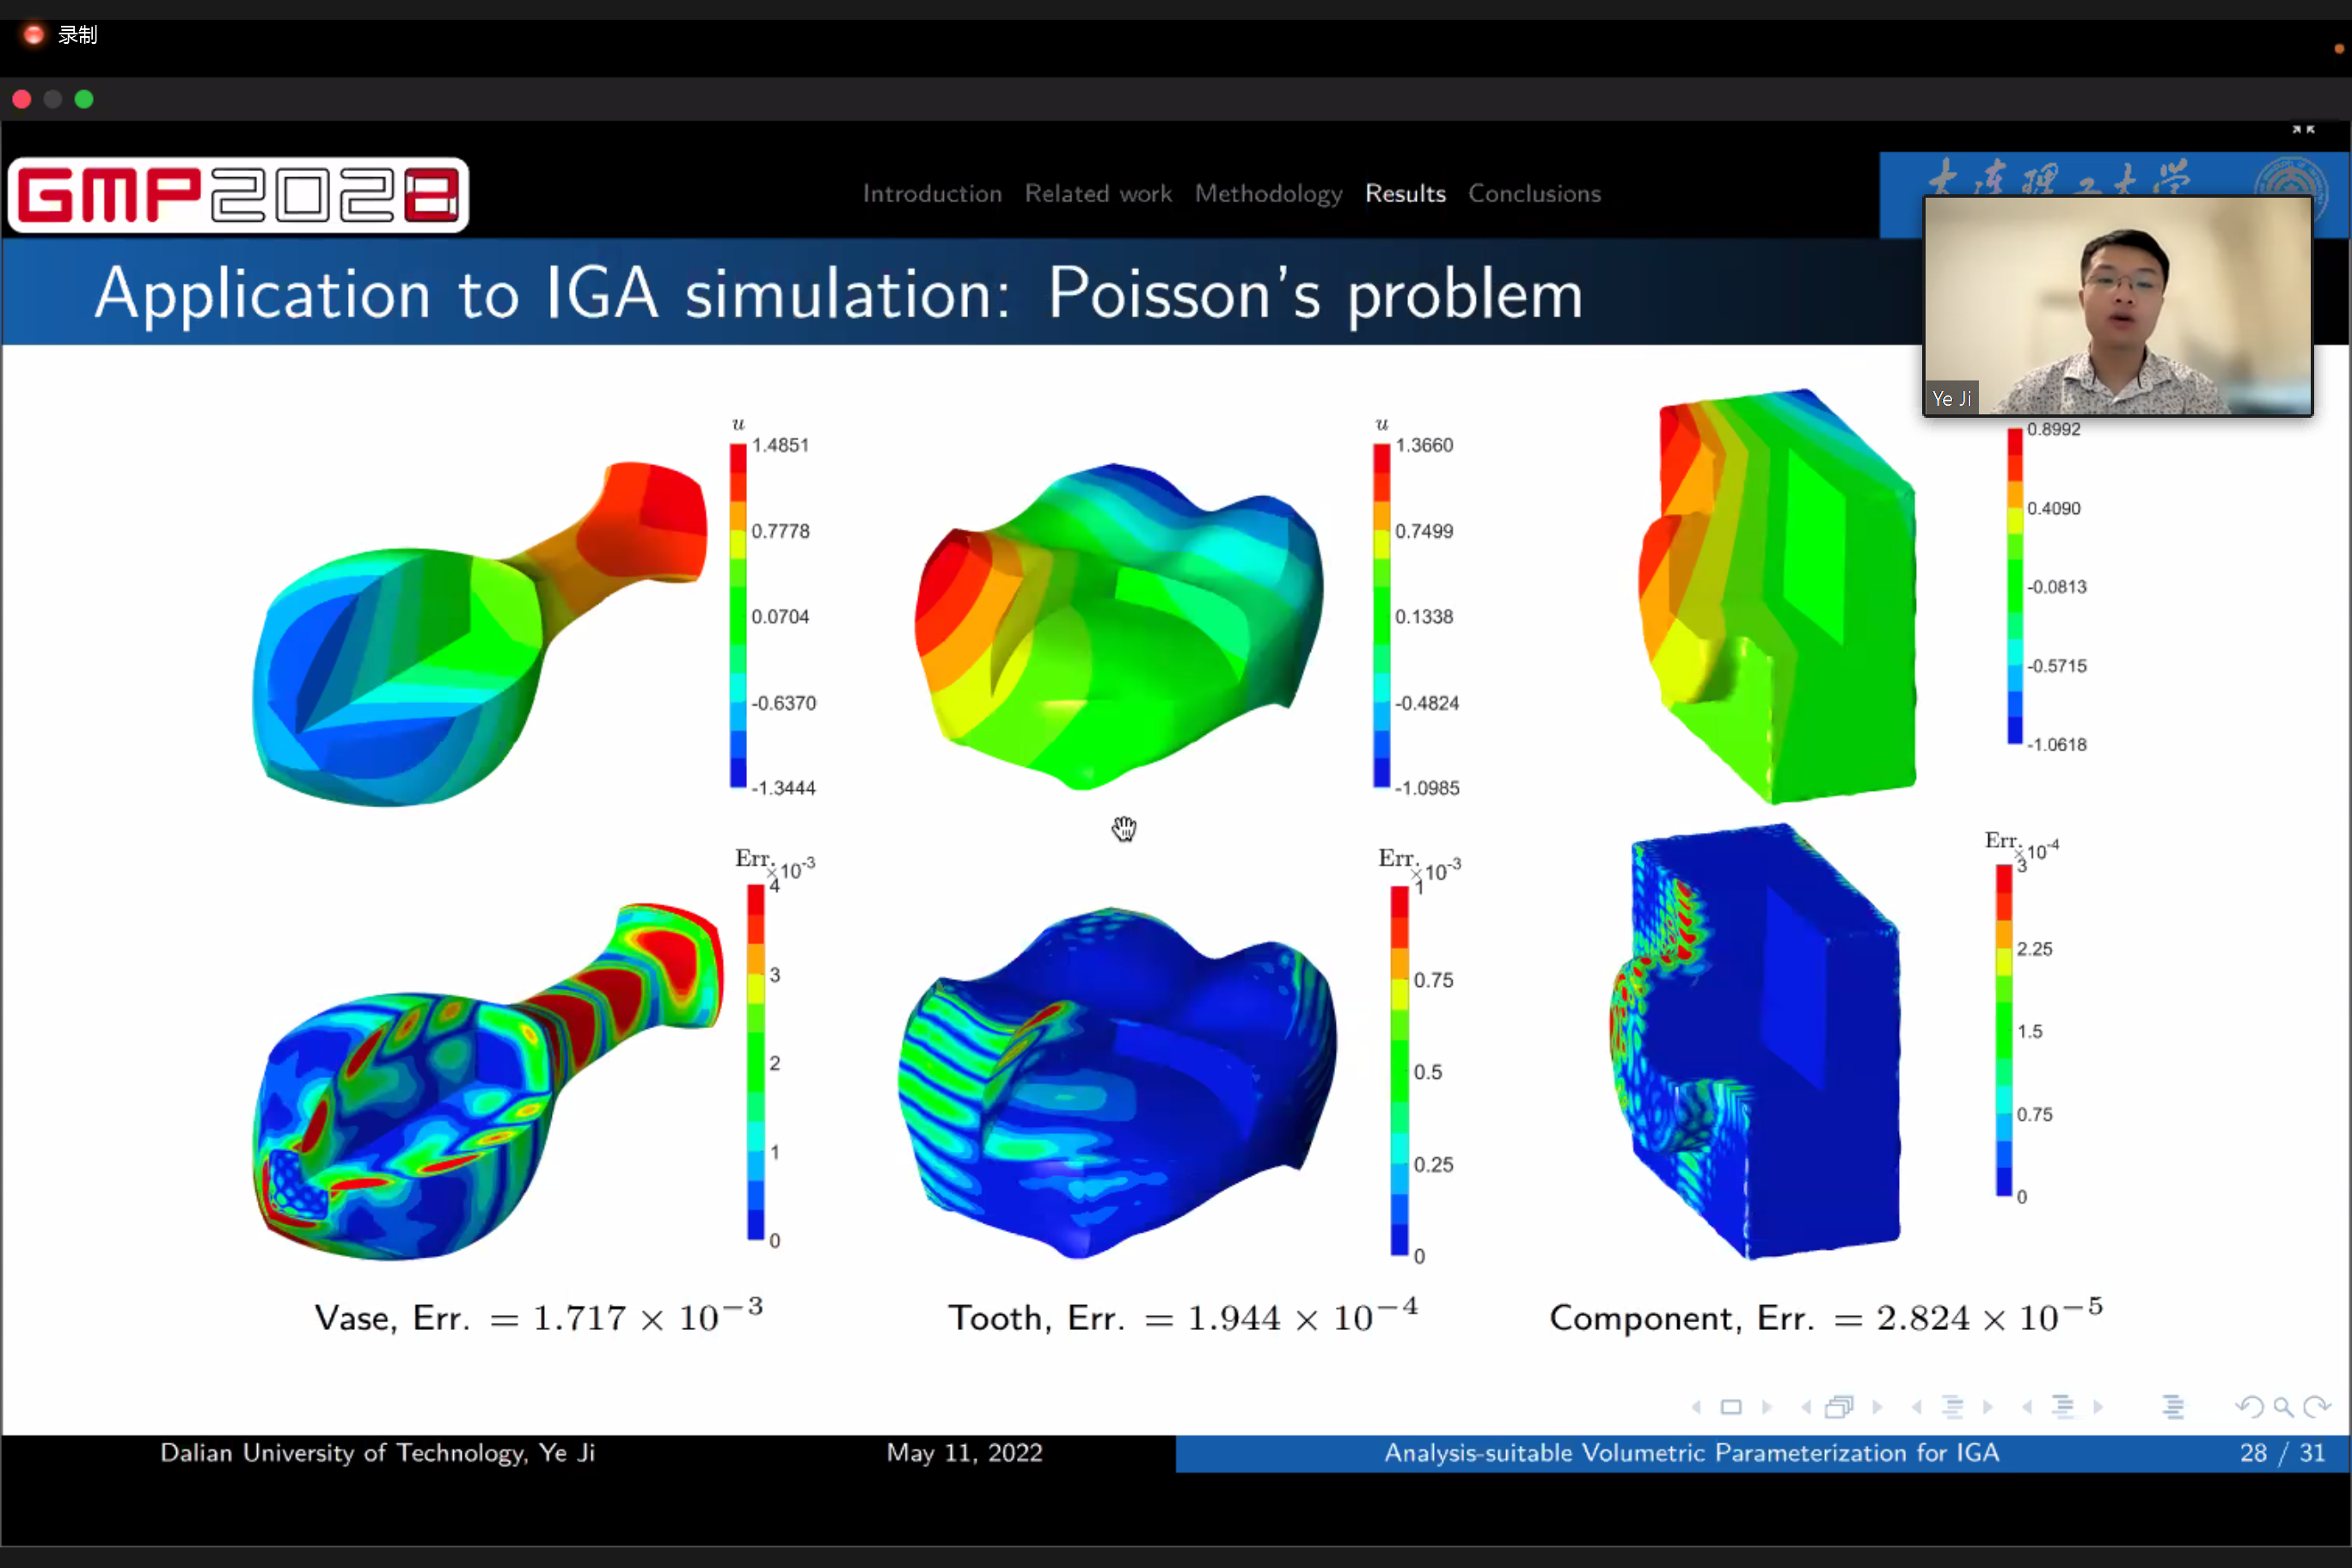 录制
GMP2022
Introduction Related work Methodology Results Conclusions
大连理工大学
Application to IGA simulation: Poisson's problem
Ye Ji
u
1.4851
0.7778
0.0704
-0.6370
-1.3444
u
1.3660
0.7499
0.1338
-0.4824
-1.0985
0.8992
0.4090
-0.0813
-0.5715
-1.0618
Err.
×10⁻³
4
3
2
1
0
Err.
×10⁻³
1
0.75
0.5
0.25
0
Err.
×10⁻⁴
3
2.25
1.5
0.75
0
Vase, Err. = 1.717 × 10⁻³
Tooth, Err. = 1.944 × 10⁻⁴
Component, Err. = 2.824 × 10⁻⁵
Dalian University of Technology, Ye Ji
May 11, 2022
Analysis-suitable Volumetric Parameterization for IGA
28 / 31